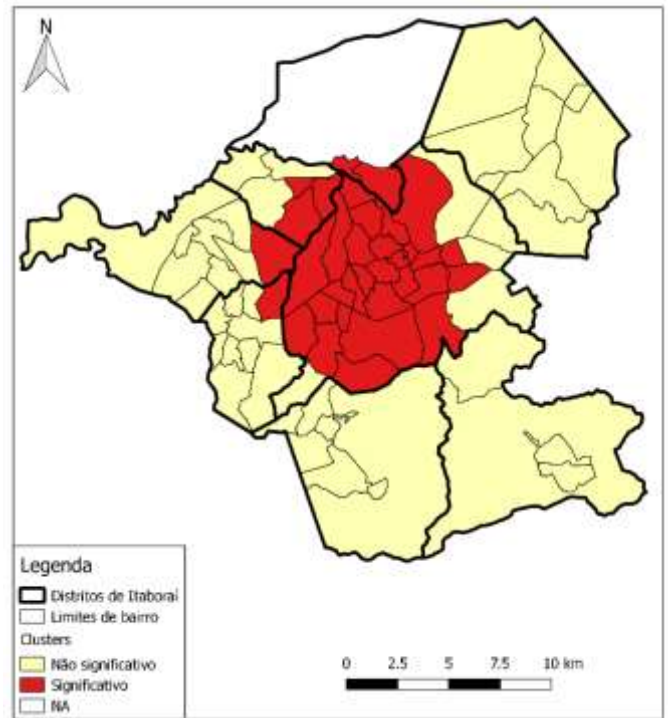 N
Legenda
Distritos de Itaboraí
Limites de bairro
Clusters
Não significativo
Significativo
NA
0 2.5 5 7.5 10 km